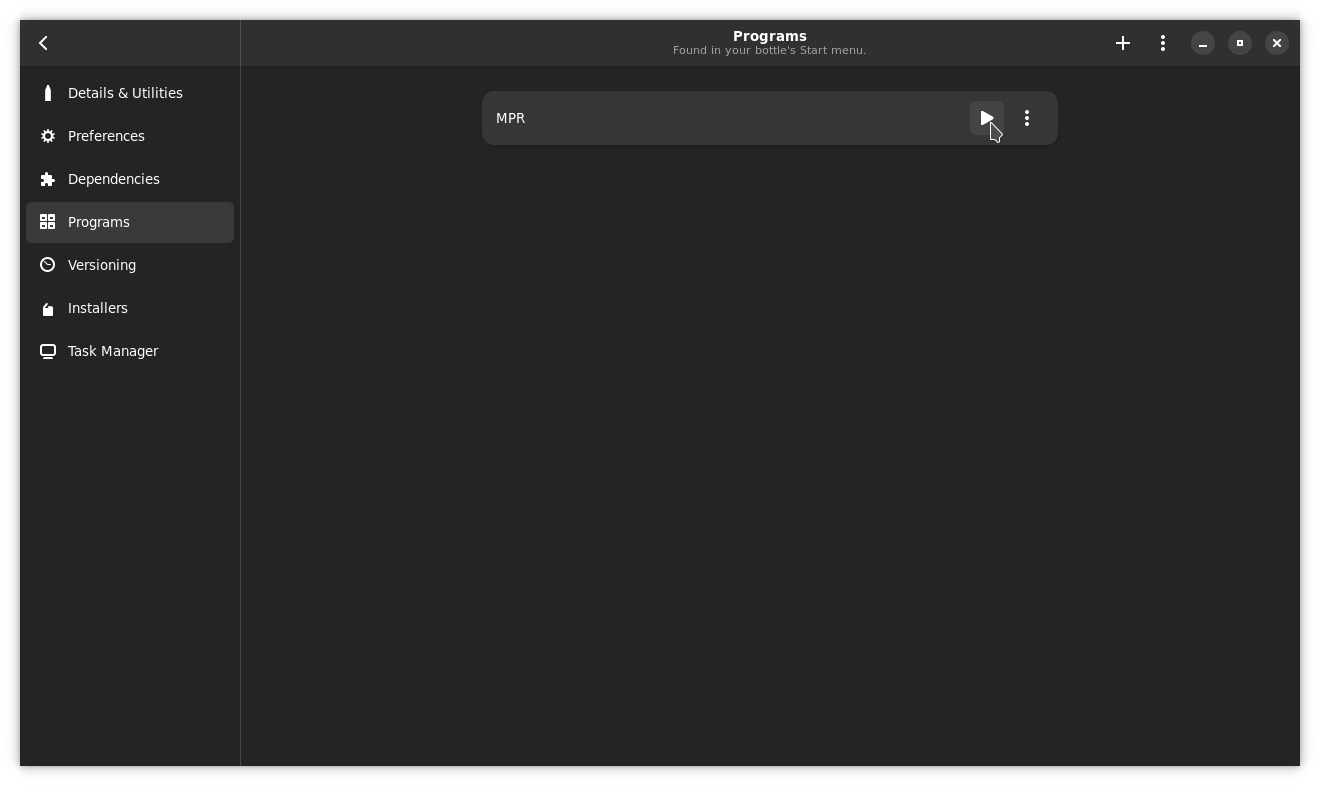 Programs
Found in your bottle's Start menu.
Details & Utilities
Preferences
Dependencies
Programs
Versioning
Installers
Task Manager
MPR